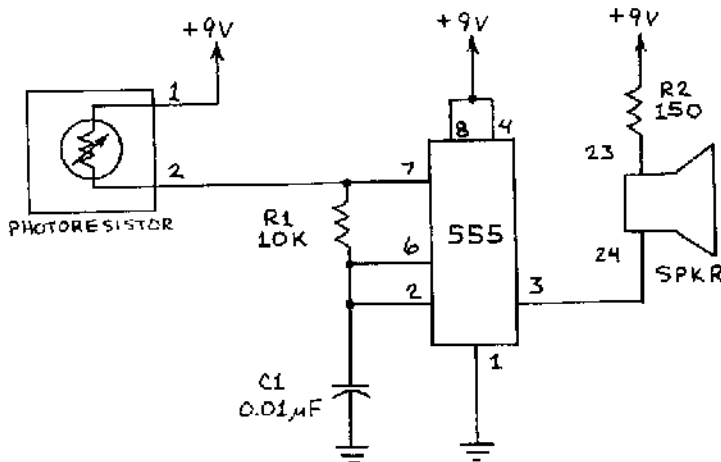 +9V
1
2
PHOTORESISTOR
R1
10K
C1
0.01µF
+9V
8 4
7
6
2
555
3
1
+9V
R2
150
23
24
SPKR